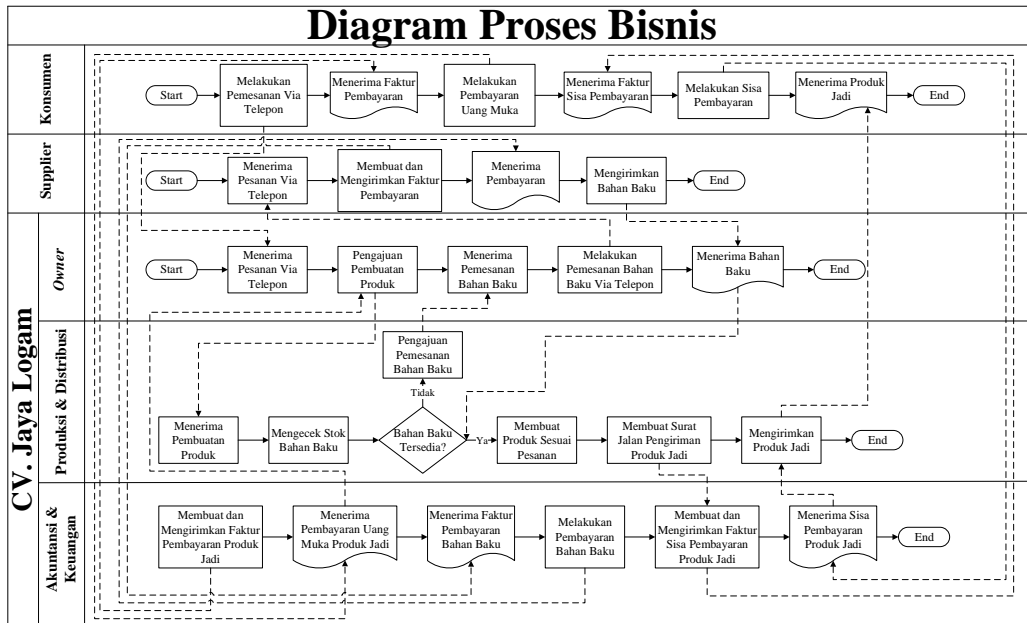 Diagram Proses Bisnis
Konsumen
Start
Melakukan
Pemesanan Via
Telepon
Menerima Faktur
Pembayaran
Melakukan
Pembayaran
Uang Muka
Menerima Faktur
Sisa Pembayaran
Melakukan Sisa
Pembayaran
Menerima Produk
Jadi
End
Supplier
Start
Menerima
Pesanan Via
Telepon
Membuat dan
Mengirimkan Faktur
Pembayaran
Menerima
Pembayaran
Mengirimkan
Bahan Baku
End
CV. Jaya Logam
Owner
Start
Menerima
Pesanan Via
Telepon
Pengajuan
Pembuatan
Produk
Menerima
Pemesanan
Bahan Baku
Melakukan
Pemesanan Bahan
Baku Via Telepon
Menerima Bahan
Baku
End
Produksi & Distribusi
Pengajuan
Pemesanan
Bahan Baku
Tidak
Menerima
Pembuatan
Produk
Mengecek Stok
Bahan Baku
Bahan Baku
Tersedia?
Ya
Membuat
Produk Sesuai
Pesanan
Membuat Surat
Jalan Pengiriman
Produk Jadi
Mengirimkan
Produk Jadi
End
Akutansi &
Keuangan
Membuat dan
Mengirimkan Faktur
Pembayaran Produk
Jadi
Menerima
Pembayaran Uang
Muka Produk Jadi
Menerima Faktur
Pembayaran
Bahan Baku
Melakukan
Pembayaran
Bahan Baku
Membuat dan
Mengirimkan Faktur
Sisa Pembayaran
Produk Jadi
Menerima Sisa
Pembayaran
Produk Jadi
End